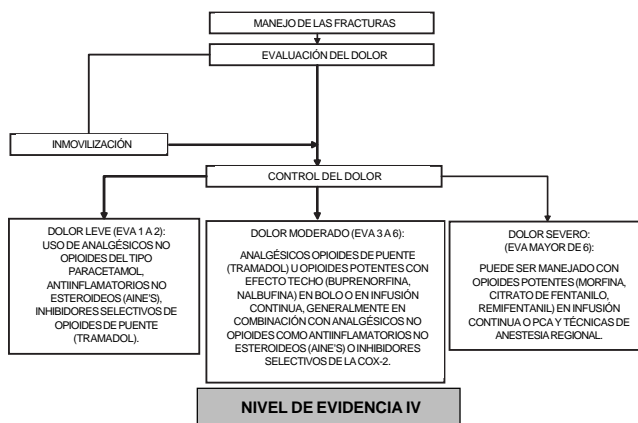 MANEJO DE LAS FRACTURAS
EVALUACIÓN DEL DOLOR
INMOVILIZACIÓN
CONTROL DEL DOLOR
DOLOR LEVE (EVA 1 A 2):
USO DE ANALGÉSICOS NO
OPIOIDES DEL TIPO
PARACETAMOL,
ANTIINFLAMATORIOS NO
ESTEROIDEOS (AINE'S),
INHIBIDORES SELECTIVOS DE
OPIOIDES DE PUENTE
(TRAMADOL).
DOLOR MODERADO (EVA 3 A 6):
ANALGÉSICOS OPIOIDES DE PUENTE
(TRAMADOL) U OPIOIDES POTENTES CON
EFECTO TECHO (BUPRENORFINA,
NALBUFINA) EN BOLO O EN INFUSIÓN
CONTINUA, GENERALMENTE EN
COMBINACIÓN CON ANALGÉSICOS NO
OPIOIDES COMO ANTIINFLAMATORIOS NO
ESTEROIDEOS (AINE'S) O INHIBIDORES
SELECTIVOS DE LA COX-2.
DOLOR SEVERO:
(EVA MAYOR DE 6):
PUEDE SER MANEJADO CON
OPIOIDES POTENTES (MORFINA,
CITRATO DE FENTANILO,
REMIFENTANIL) EN INFUSIÓN
CONTINUA O PCA Y TÉCNICAS DE
ANESTESIA REGIONAL.
NIVEL DE EVIDENCIA IV